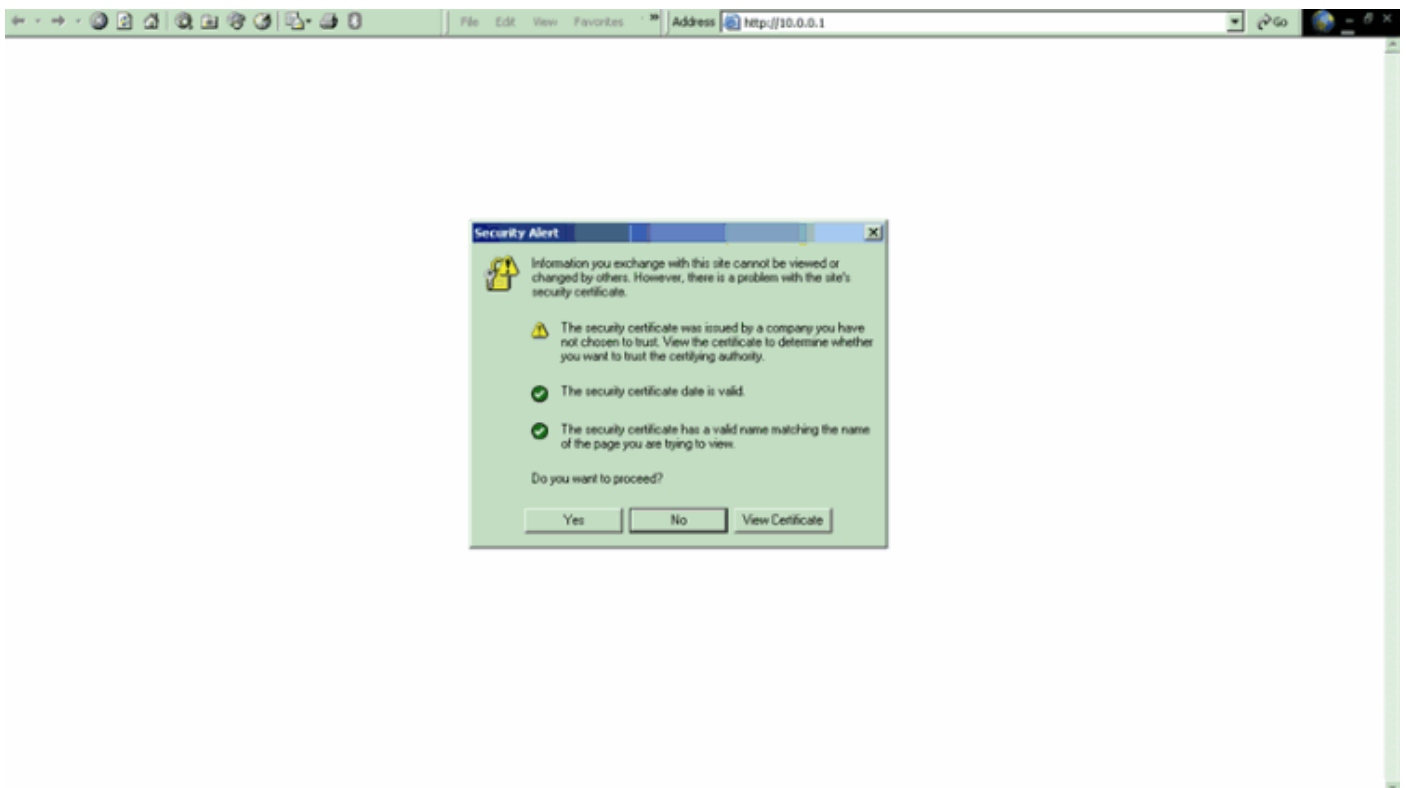 File Edit View Favorites » Address http://10.0.0.1 Go
Security Alert
Information you exchange with this site cannot be viewed or
changed by others. However, there is a problem with the site's
security certificate.
The security certificate was issued by a company you have
not chosen to trust. View the certificate to determine whether
you want to trust the certifying authority.
The security certificate date is valid.
The security certificate has a valid name matching the name
of the page you are trying to view.
Do you want to proceed?
Yes No View Certificate